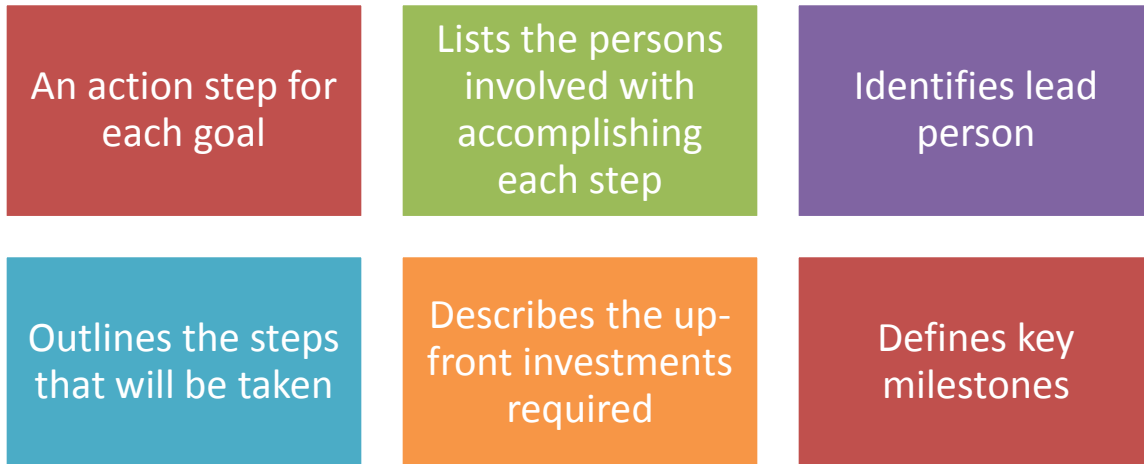 An action step for
each goal
Lists the persons
involved with
accomplishing
each step
Identifies lead
person
Outlines the steps
that will be taken
Describes the up-
front investments
required
Defines key
milestones